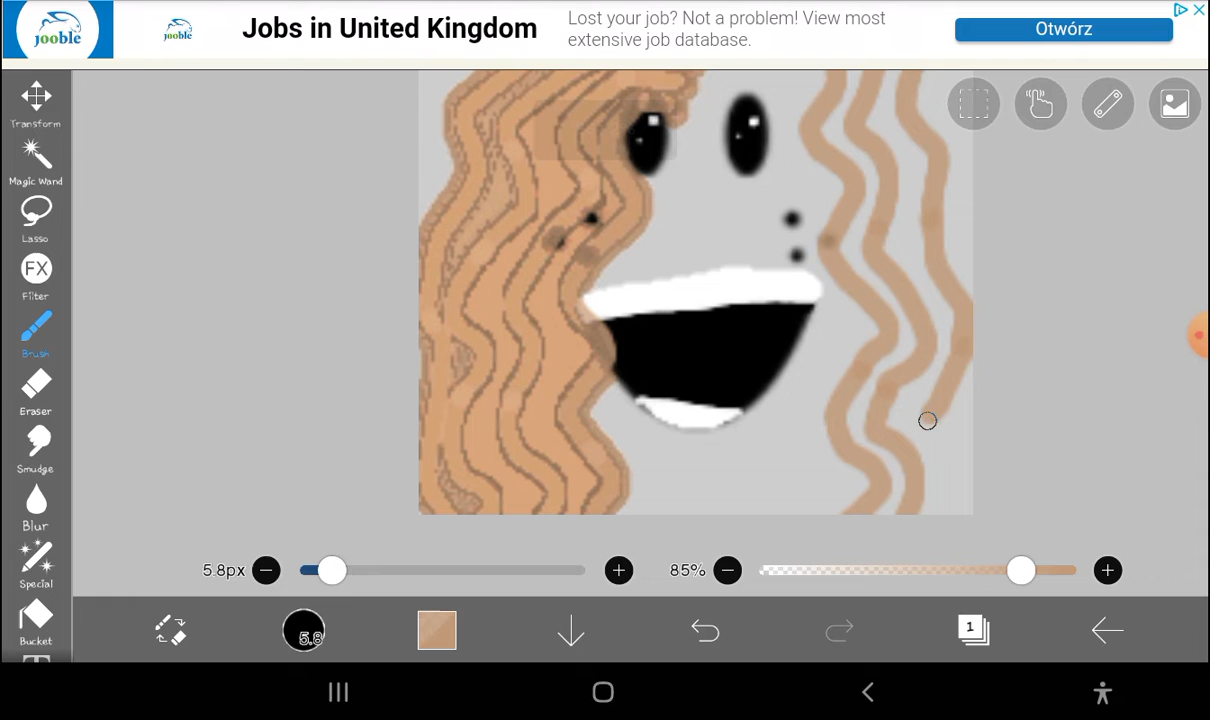 jooble
jooble
Jobs in United Kingdom
Lost your job? Not a problem! View most
extensive job database.
Otwórz
Transform
Magic Wand
Lasso
FX
Filter
Brush
Eraser
Smudge
Blur
Special
Bucket
5.8px
85%
5.8
1